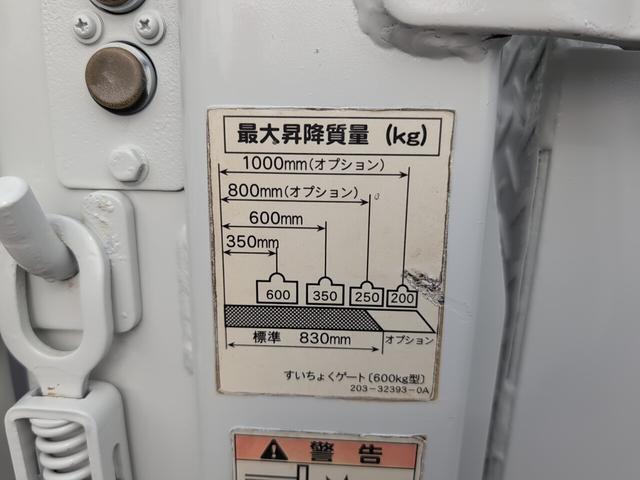 最大昇降質量 (kg)
1000mm(オプション)
800mm(オプション)
600mm
350mm
600 350 250 200
標準 830mm オプション
すいちょくゲート〔600kg型〕
203-32393-0A
警告